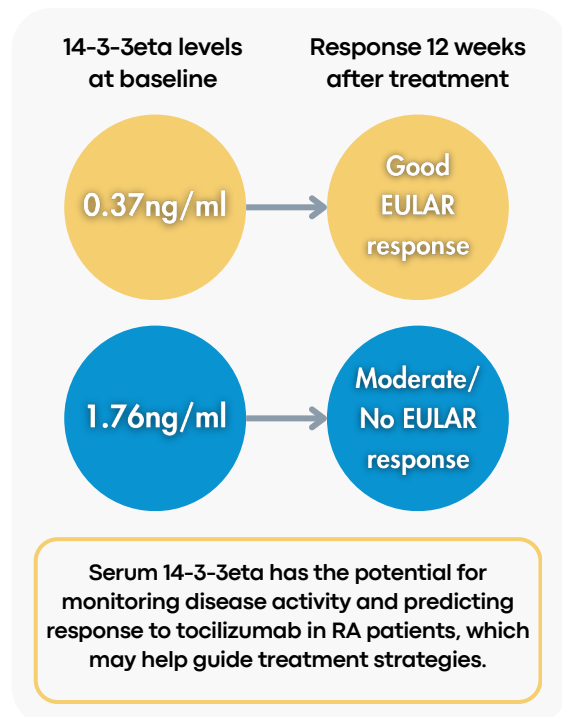 14-3-3eta levels
at baseline
Response 12 weeks
after treatment
0.37ng/ml
Good
EULAR
response
1.76ng/ml
Moderate/
No EULAR
response
Serum 14-3-3eta has the potential for
monitoring disease activity and predicting
response to tocilizumab in RA patients, which
may help guide treatment strategies.